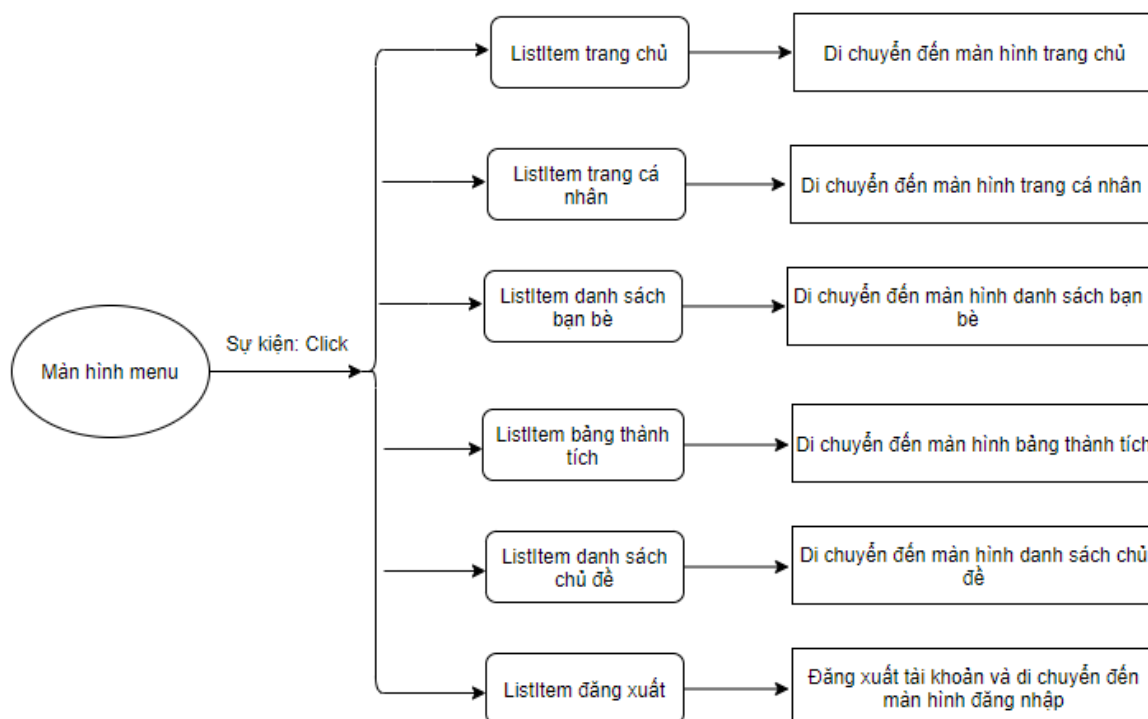 ListItem trang chủ
Di chuyển đến màn hình trang chủ
ListItem trang cá
nhân
Di chuyển đến màn hình trang cá nhân
ListItem danh sách
bạn bè
Di chuyển đến màn hình danh sách bạn
bè
Sự kiện: Click
Màn hình menu
ListItem bảng thành
tích
Di chuyển đến màn hình bảng thành tích
ListItem danh sách
chủ đề
Di chuyển đến màn hình danh sách chủ
đề
ListItem đăng xuất
Đăng xuất tài khoản và di chuyển đến
màn hình đăng nhập